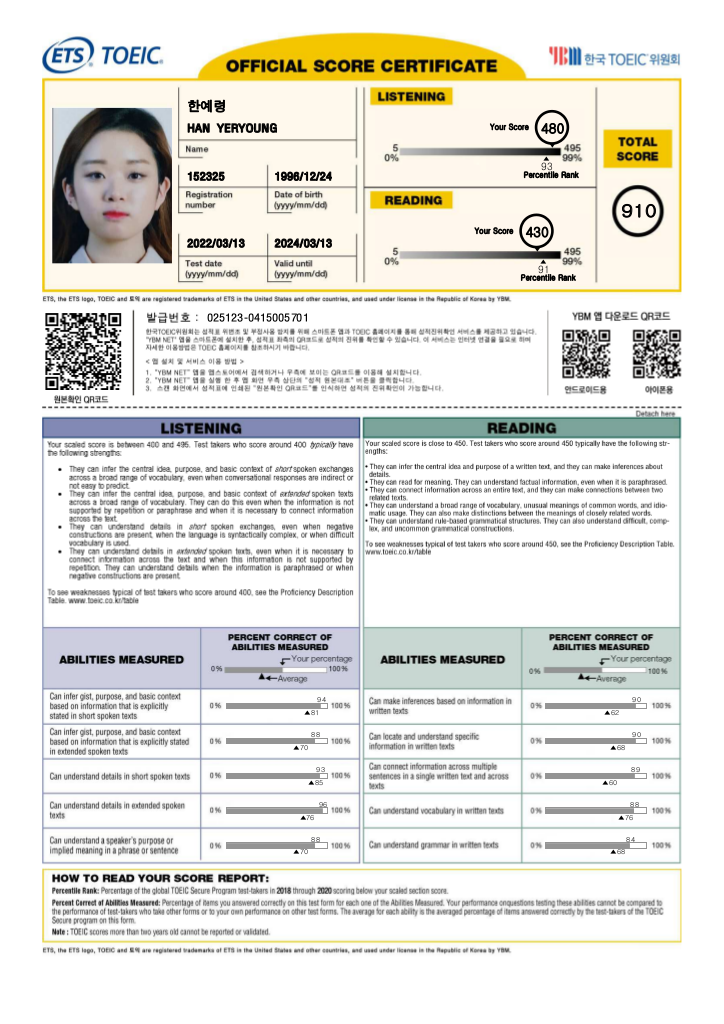 ETS TOEIC
OFFICIAL SCORE CERTIFICATE
YBM 한국TOEIC위원회
한예령
HAN YERYOUNG
Name
152325
1996/12/24
Registration number
Date of birth (yyyy/mm/dd)
2022/03/13
2024/03/13
Test date (yyyy/mm/dd)
Valid until (yyyy/mm/dd)
LISTENING
Your Score 480
5 495
0% 99%
93
Percentile Rank
READING
Your Score 430
5 495
0% 99%
91
Percentile Rank
TOTAL SCORE
910
ETS, the ETS logo, TOEIC and 토익 are registered trademarks of ETS in the United States and other countries, and used under license in the Republic of Korea by YBM.
원본확인 QR코드
발급번호 : 025123-0415005701
한국TOEIC위원회는 성적표 위변조 및 부정사용 방지를 위해 스마트폰 앱과 TOEIC 홈페이지를 통해 성적진위확인 서비스를 제공하고 있습니다.
"YBM NET" 앱을 스마트폰에 설치한 후, 성적표 좌측의 QR코드로 성적의 진위를 확인할 수 있습니다. 이 서비스는 인터넷 연결을 필요로 하며
자세한 이용방법은 TOEIC 홈페이지를 참조하시기 바랍니다.
< 앱 설치 및 서비스 이용 방법 >
1. "YBM NET" 앱을 앱스토어에서 검색하거나 우측에 보이는 QR코드를 이용해 설치합니다.
2. "YBM NET" 앱을 실행 한 후 앱 화면 우측 상단의 "성적 원본대조" 버튼을 클릭합니다.
3. 스캔 화면에서 성적표에 인쇄된 "원본확인 QR코드"를 인식하면 성적의 진위확인이 가능합니다.
YBM 앱 다운로드 QR코드
안드로이드용
아이폰용
Detach here
LISTENING
Your scaled score is between 400 and 495. Test takers who score around 400 typically have
the following strengths:
• They can infer the central idea, purpose, and basic context of short spoken exchanges
across a broad range of vocabulary, even when conversational responses are indirect or
not easy to predict.
• They can infer the central idea, purpose, and basic context of extended spoken texts
across a broad range of vocabulary. They can do this even when the information is not
supported by repetition or paraphrase and when it is necessary to connect information
across the text.
• They can understand details in short spoken exchanges, even when negative
constructions are present, when the language is syntactically complex, or when difficult
vocabulary is used.
• They can understand details in extended spoken texts, even when it is necessary to
connect information across the text and when this information is not supported by
repetition. They can understand details when the information is paraphrased or when
negative constructions are present.
To see weaknesses typical of test takers who score around 400, see the Proficiency Description
Table. www.toeic.co.kr/table
READING
Your scaled score is close to 450. Test takers who score around 450 typically have the following str-
engths:
• They can infer the central idea and purpose of a written text, and they can make inferences about
details.
• They can read for meaning. They can understand factual information, even when it is paraphrased.
• They can connect information across an entire text, and they can make connections between two
related texts.
• They can understand a broad range of vocabulary, unusual meanings of common words, and idio-
matic usage. They can also make distinctions between the meanings of closely related words.
• They can understand rule-based grammatical structures. They can also understand difficult, comp-
lex, and uncommon grammatical constructions.
To see weaknesses typical of test takers who score around 450, see the Proficiency Description Table.
www.toeic.co.kr/table
ABILITIES MEASURED
PERCENT CORRECT OF
ABILITIES MEASURED
Your percentage
0% 100%
Average
Can infer gist, purpose, and basic context
based on information that is explicitly
stated in short spoken texts
0% 94 100%
81
Can infer gist, purpose, and basic context
based on information that is explicitly stated
in extended spoken texts
0% 88 100%
70
Can understand details in short spoken texts
0% 93 100%
85
Can understand details in extended spoken
texts
0% 96 100%
76
Can understand a speaker's purpose or
implied meaning in a phrase or sentence
0% 88 100%
70
ABILITIES MEASURED
PERCENT CORRECT OF
ABILITIES MEASURED
Your percentage
0% 100%
Average
Can make inferences based on information in
written texts
0% 90 100%
62
Can locate and understand specific
information in written texts
0% 90 100%
68
Can connect information across multiple
sentences in a single written text and across
texts
0% 89 100%
60
Can understand vocabulary in written texts
0% 88 100%
76
Can understand grammar in written texts
0% 84 100%
68
HOW TO READ YOUR SCORE REPORT:
Percentile Rank: Percentage of the global TOEIC Secure Program test-takers in 2018 through 2020 scoring below your scaled section score.
Percent Correct of Abilities Measured: Percentage of items you answered correctly on this test form for each one of the Abilities Measured. Your performance onquestions testing these abilities cannot be compared to
the performance of test-takers who take other forms or to your own performance on other test forms. The average for each ability is the averaged percentage of items answered correctly by the test-takers of the TOEIC
Secure program on this form.
Note : TOEIC scores more than two years old cannot be reported or validated.
ETS, the ETS logo, TOEIC and 토익 are registered trademarks of ETS in the United States and other countries, and used under license in the Republic of Korea by YBM.